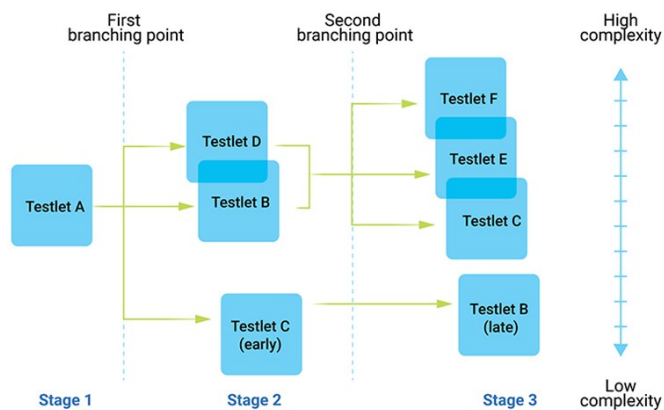 First
branching point
Second
branching point
High
complexity
Testlet A
Testlet D
Testlet B
Testlet C
(early)
Testlet F
Testlet E
Testlet C
Testlet B
(late)
Stage 1
Stage 2
Stage 3
Low
complexity